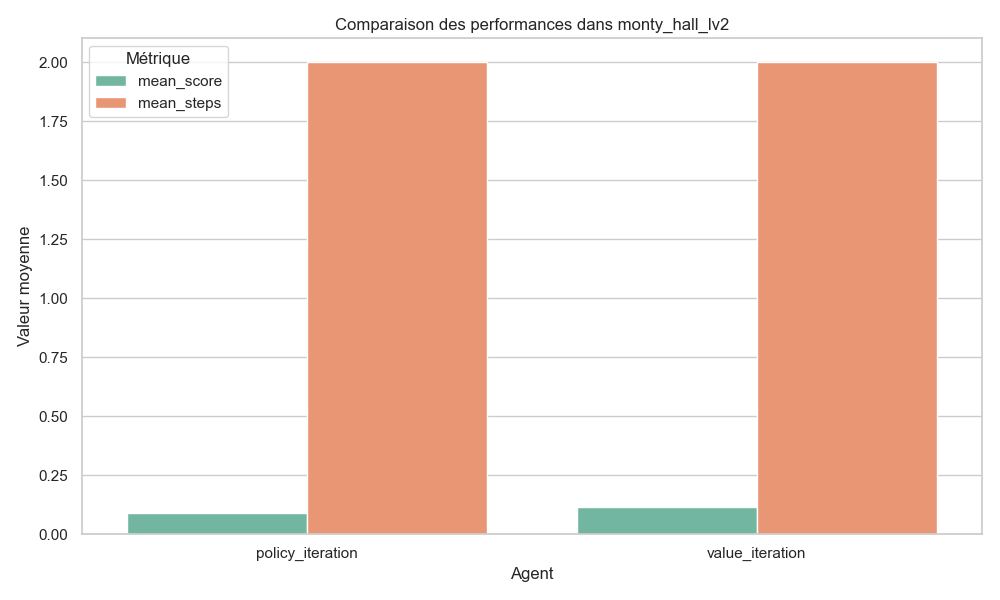 Comparaison des performances dans monty_hall_lv2
Métrique
mean_score
mean_steps
Valeur moyenne
2.00
1.75
1.50
1.25
1.00
0.75
0.50
0.25
0.00
policy_iteration
value_iteration
Agent